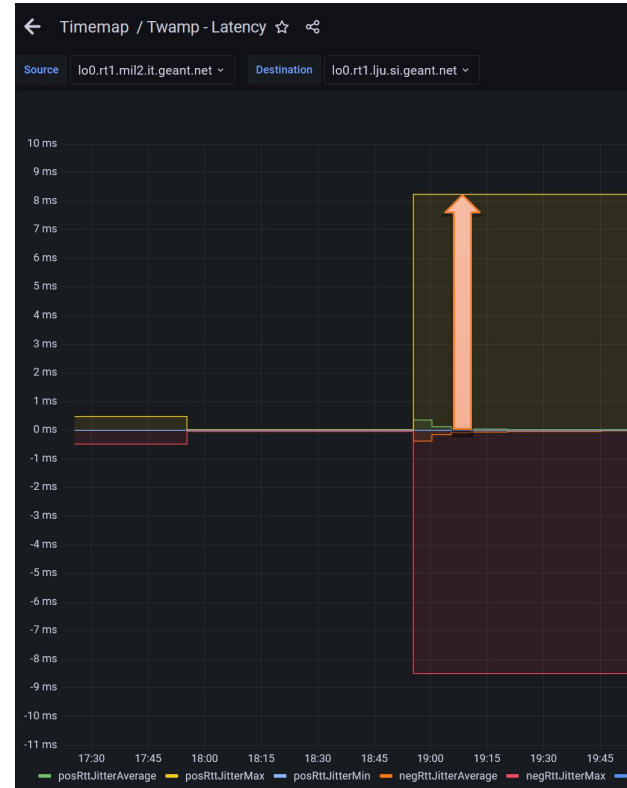 Timemap / Twamp - Latency
Source lo0.rt1.mil2.it.geant.net Destination lo0.rt1.lju.si.geant.net
10 ms
9 ms
8 ms
7 ms
6 ms
5 ms
4 ms
3 ms
2 ms
1 ms
0 ms
-1 ms
-2 ms
-3 ms
-4 ms
-5 ms
-6 ms
-7 ms
-8 ms
-9 ms
-10 ms
-11 ms
17:30 17:45 18:00 18:15 18:30 18:45 19:00 19:15 19:30 19:45
posRttJitterAverage posRttJitterMax posRttJitterMin negRttJitterAverage negRttJitterMax